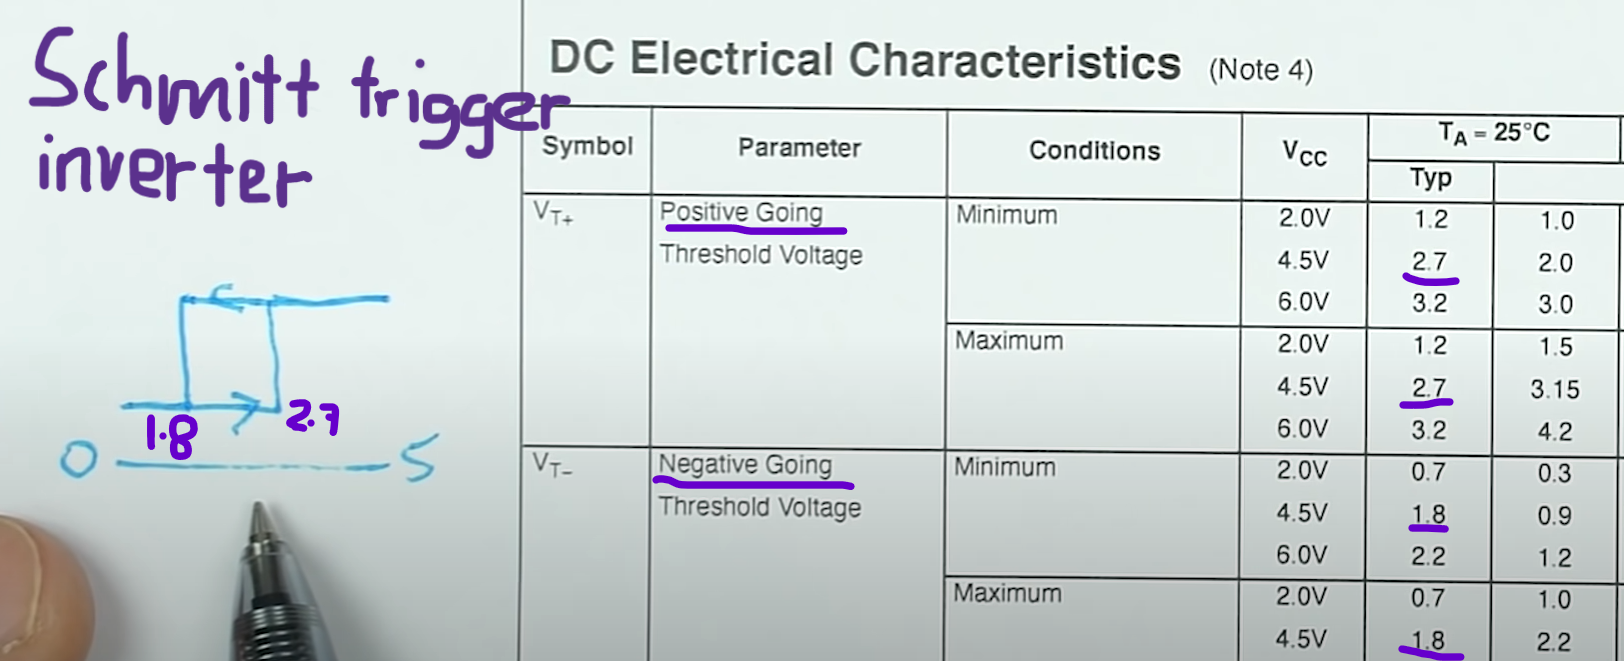 Schmitt trigger
inverter
1.8
2.7
0
5
DC Electrical Characteristics (Note 4)
Symbol Parameter Conditions VCC TA = 25°C
Typ
VT+ Positive Going Minimum 2.0V 1.2 1.0
Threshold Voltage 4.5V 2.7 2.0
6.0V 3.2 3.0
Maximum 2.0V 1.2 1.5
4.5V 2.7 3.15
6.0V 3.2 4.2
VT− Negative Going Minimum 2.0V 0.7 0.3
Threshold Voltage 4.5V 1.8 0.9
6.0V 2.2 1.2
Maximum 2.0V 0.7 1.0
4.5V 1.8 2.2